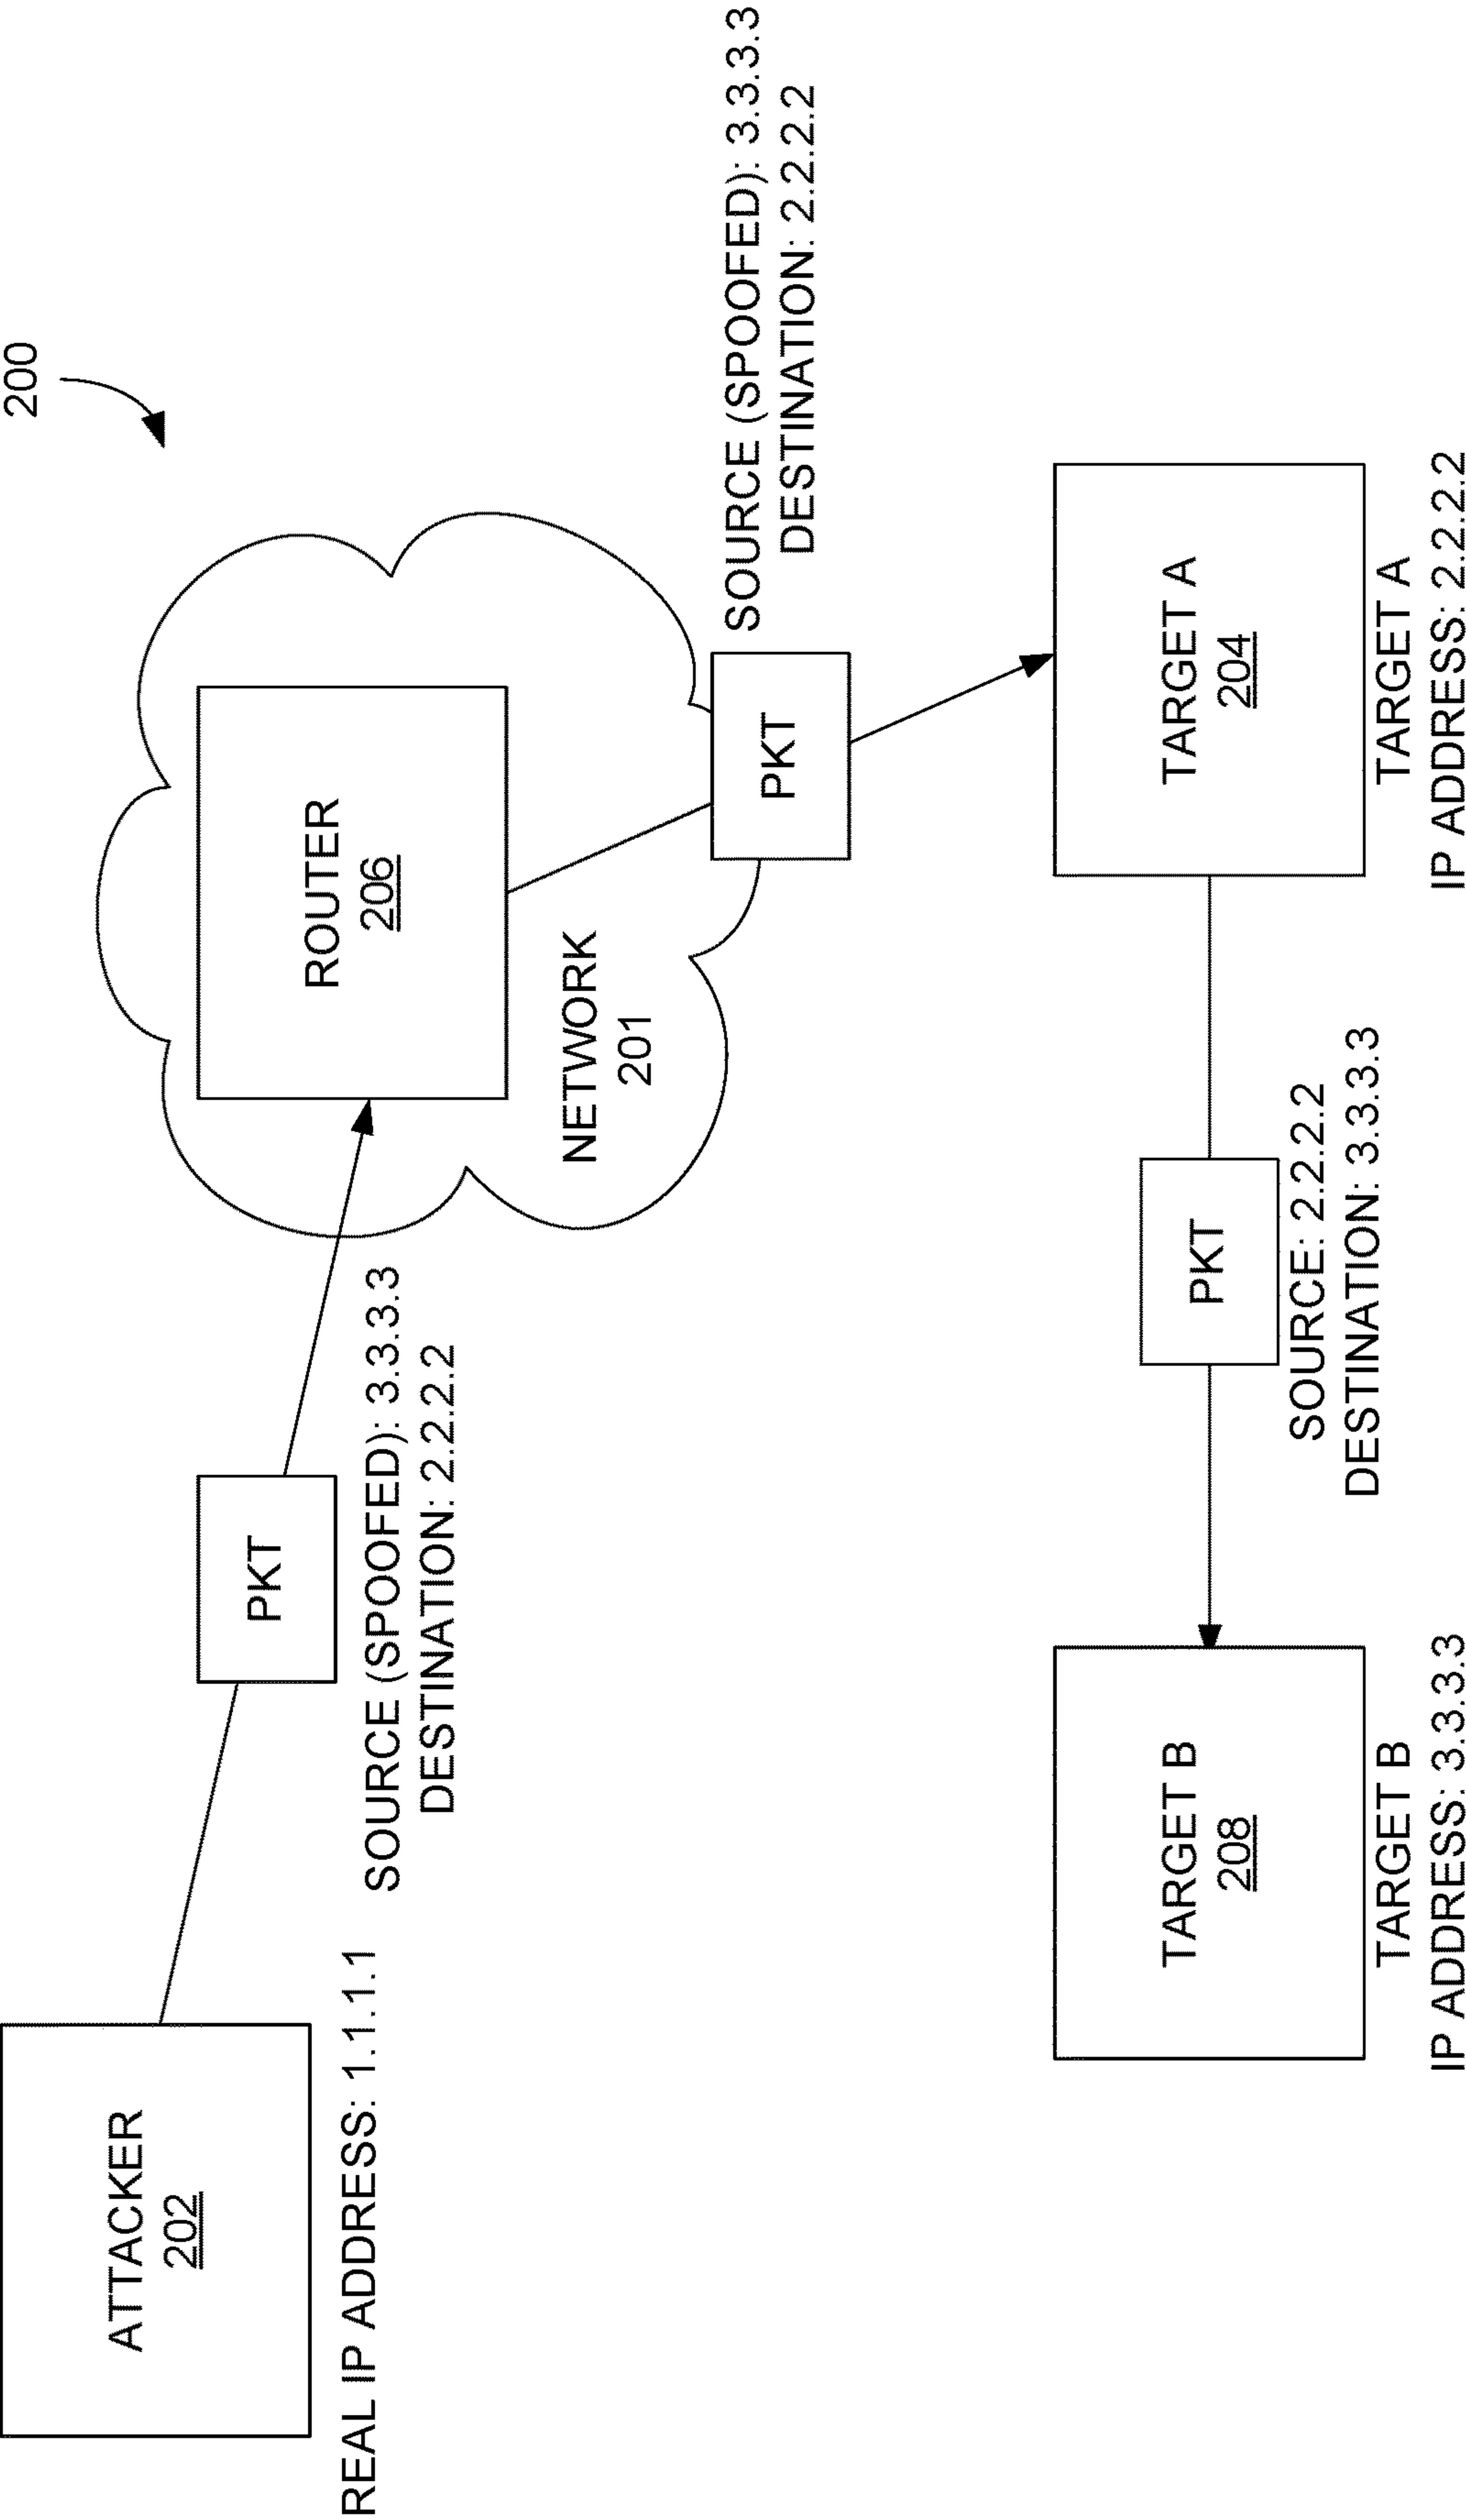 200
ATTACKER
202
REAL IP ADDRESS: 1.1.1.1
PKT
SOURCE (SPOOFED): 3.3.3.3
DESTINATION: 2.2.2.2
ROUTER
206
NETWORK
201
PKT
SOURCE (SPOOFED): 3.3.3.3
DESTINATION: 2.2.2.2
TARGET B
208
TARGET B
IP ADDRESS: 3.3.3.3
PKT
SOURCE: 2.2.2.2
DESTINATION: 3.3.3.3
TARGET A
204
TARGET A
IP ADDRESS: 2.2.2.2